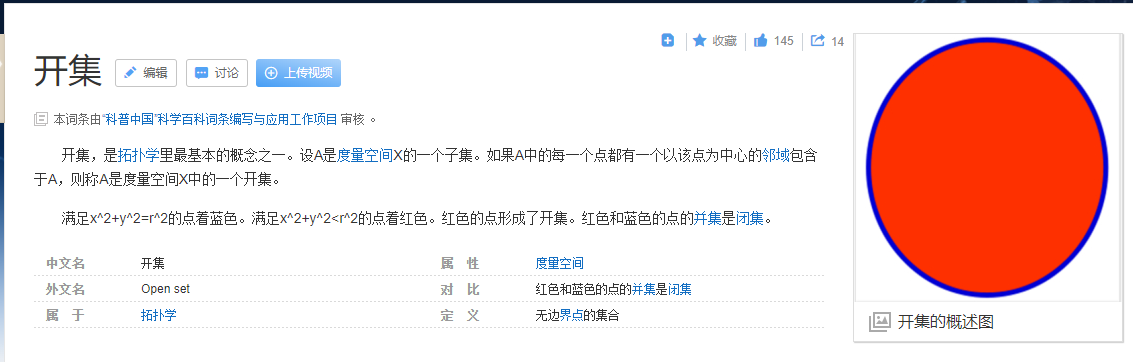 收藏 145 14
开集 编辑 讨论 上传视频
本词条由“科普中国”科学百科词条编写与应用工作项目 审核 。
开集，是拓扑学里最基本的概念之一。设A是度量空间X的一个子集。如果A中的每一个点都有一个以该点为中心的邻域包含
于A，则称A是度量空间X中的一个开集。
满足x^2+y^2=r^2的点着蓝色。满足x^2+y^2<r^2的点着红色。红色的点形成了开集。红色和蓝色的点的并集是闭集。
中文名 开集 属 性 度量空间
外文名 Open set 对 比 红色和蓝色的点的并集是闭集
属 于 拓扑学 定 义 无边界点的集合
开集的概述图